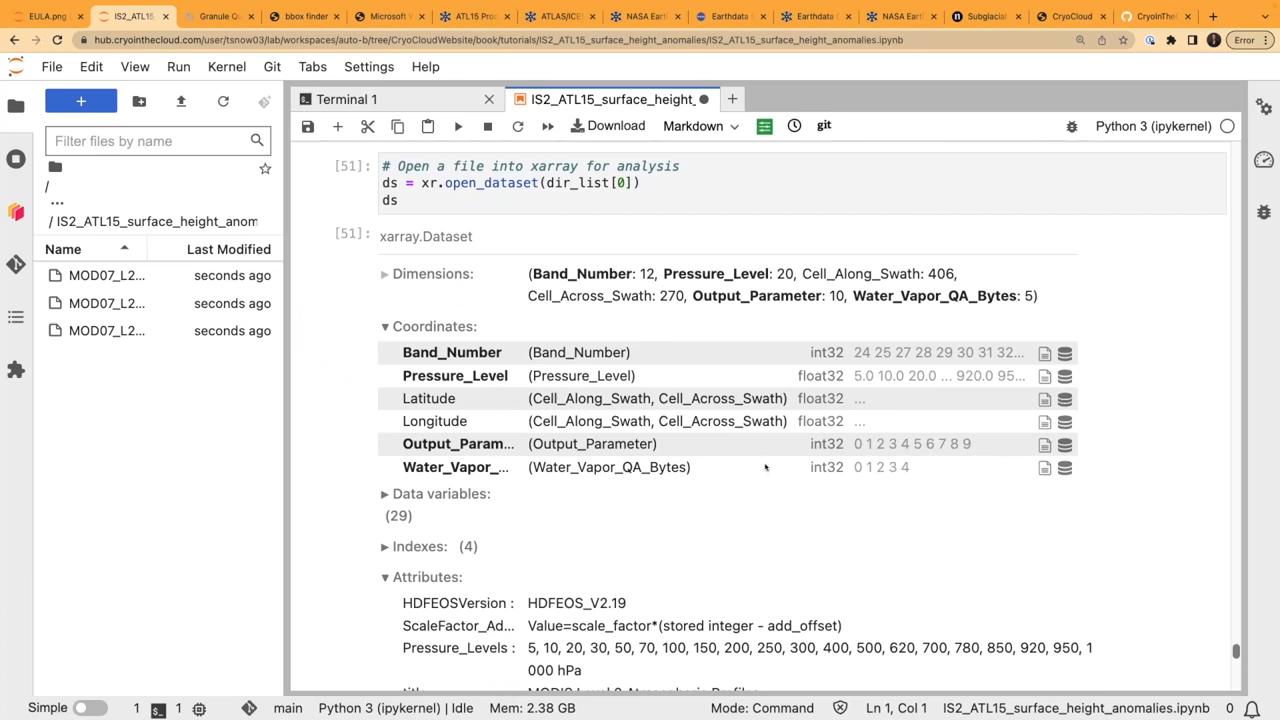 EULA.png
IS2_ATL15
Granule Qu
bbox finder
Microsoft
ATL15 Pro
ATLAS/ICE
NASA Eart
Earthdata
Earthdata
NASA Eart
Subglacial
CryoCloud
CryoInThe
hub.cryointhecloud.com/user/tsnow03/lab/workspaces/auto-b/tree/CryoCloudWebsite/book/tutorials/IS2_ATL15_surface_height_anomalies/IS2_ATL15_surface_height_anomalies.ipynb
Error
File Edit View Run Kernel Git Tabs Settings Help
Terminal 1
IS2_ATL15_surface_height_
Filter files by name
Download
Markdown
git
Python 3 (ipykernel)
/
...
/ IS2_ATL15_surface_height_anom
Name Last Modified
MOD07_L2... seconds ago
MOD07_L2... seconds ago
MOD07_L2... seconds ago
[51]: # Open a file into xarray for analysis
ds = xr.open_dataset(dir_list[0])
ds
[51]: xarray.Dataset
Dimensions: (Band_Number: 12, Pressure_Level: 20, Cell_Along_Swath: 406,
Cell_Across_Swath: 270, Output_Parameter: 10, Water_Vapor_QA_Bytes: 5)
Coordinates:
Band_Number (Band_Number) int32 24 25 27 28 29 30 31 32...
Pressure_Level (Pressure_Level) float32 5.0 10.0 20.0 ... 920.0 95...
Latitude (Cell_Along_Swath, Cell_Across_Swath) float32 ...
Longitude (Cell_Along_Swath, Cell_Across_Swath) float32 ...
Output_Param... (Output_Parameter) int32 0 1 2 3 4 5 6 7 8 9
Water_Vapor_... (Water_Vapor_QA_Bytes) int32 0 1 2 3 4
Data variables:
(29)
Indexes: (4)
Attributes:
HDFEOSVersion : HDFEOS_V2.19
ScaleFactor_Ad... Value=scale_factor*(stored integer - add_offset)
Pressure_Levels : 5, 10, 20, 30, 50, 70, 100, 150, 200, 250, 300, 400, 500, 620, 700, 780, 850, 920, 950, 1
000 hPa
Simple 1 1 main Python 3 (ipykernel) | Idle Mem: 2.38 GB Mode: Command Ln 1, Col 1 IS2_ATL15_surface_height_anomalies.ipynb 0